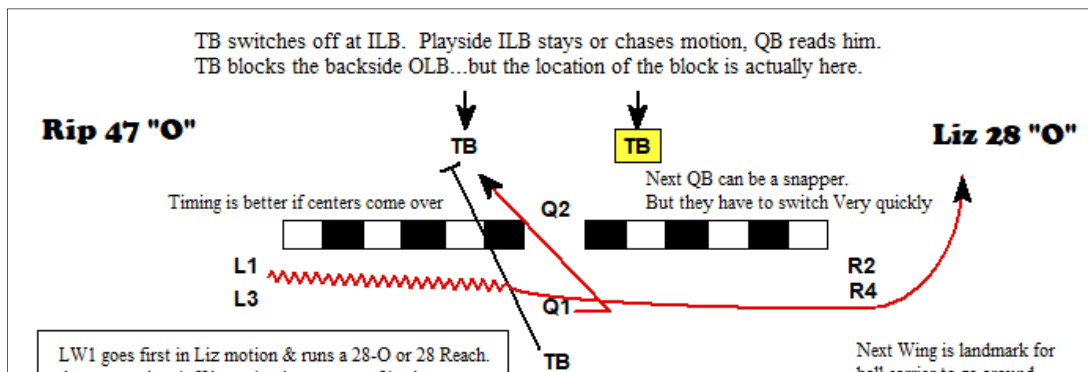 TB switches off at ILB. Playside ILB stays or chases motion, QB reads him.
TB blocks the backside OLB...but the location of the block is actually here.
Rip 47 "O"
TB
TB
Liz 28 "O"
Timing is better if centers come over
Q2
Next QB can be a snapper.
But they have to switch Very quickly
L1
L3
Q1
R2
R4
LW1 goes first in Liz motion & runs a 28-O or 28 Reach.
TB
Next Wing is landmark for